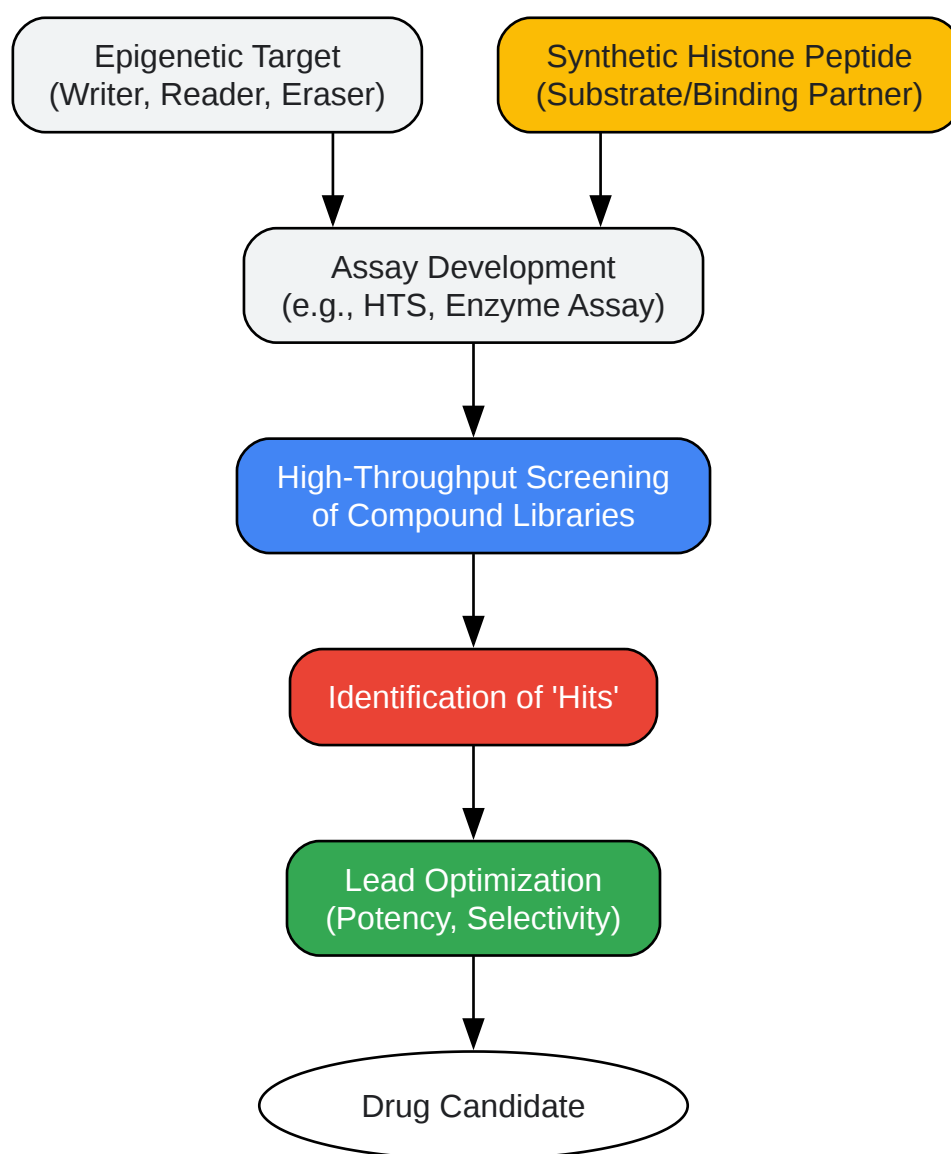 Epigenetic Target
(Writer, Reader, Eraser)
Synthetic Histone Peptide
(Substrate/Binding Partner)
Assay Development
(e.g., HTS, Enzyme Assay)
High-Throughput Screening
of Compound Libraries
Identification of 'Hits'
Lead Optimization
(Potency, Selectivity)
Drug Candidate